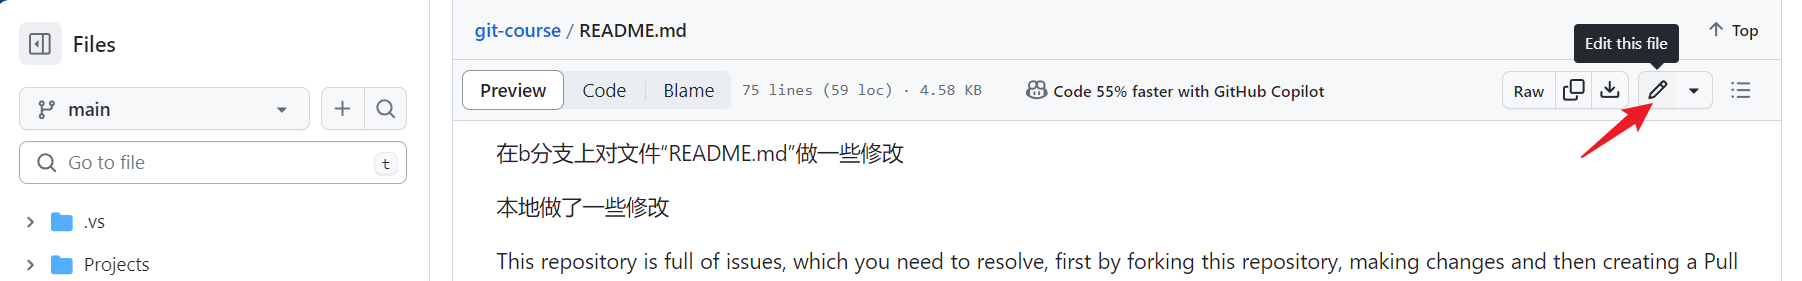 Files
main
Go to file
t
.vs
Projects
git-course / README.md
Top
Edit this file
Preview Code Blame 75 lines (59 loc) · 4.58 KB Code 55% faster with GitHub Copilot Raw
在b分支上对文件“README.md”做一些修改
本地做了一些修改
This repository is full of issues, which you need to resolve, first by forking this repository, making changes and then creating a Pull